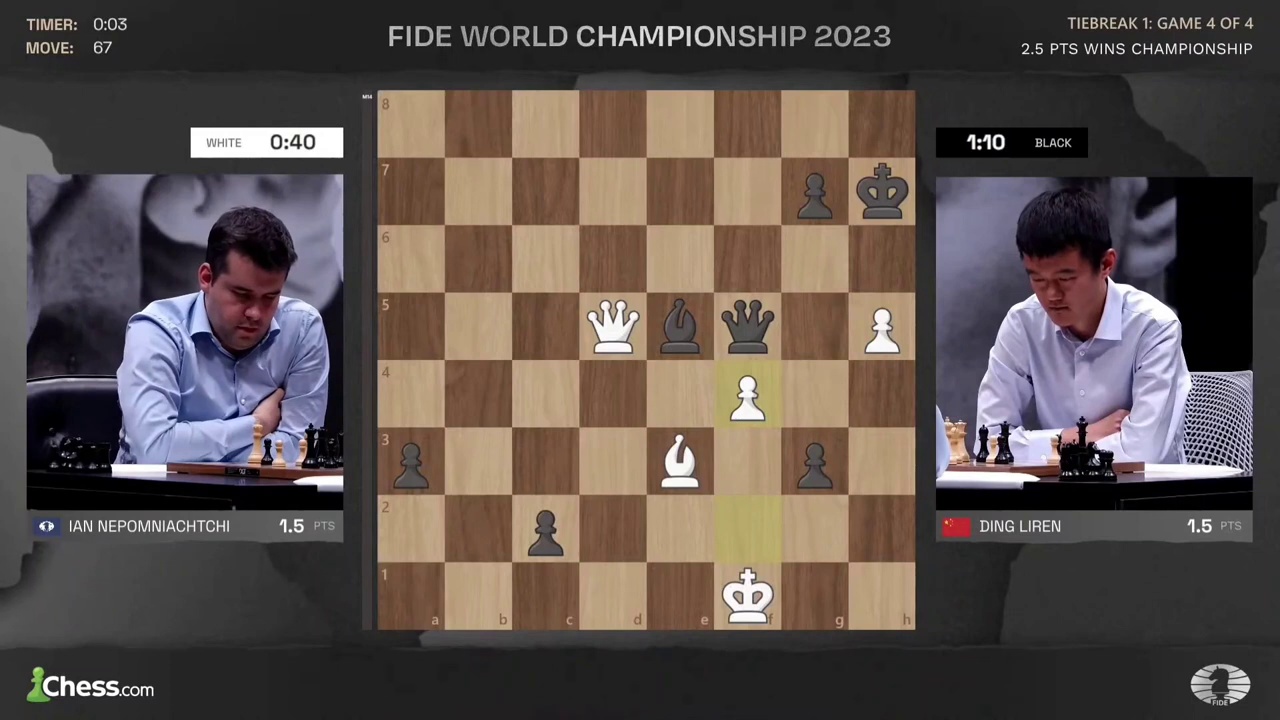 TIMER: 0:03
MOVE: 67
FIDE WORLD CHAMPIONSHIP 2023
TIEBREAK 1: GAME 4 OF 4
2.5 PTS WINS CHAMPIONSHIP
M14
WHITE 0:40
1:10 BLACK
8
7
6
5
4
3
2
1
a b c d e f g h
IAN NEPOMNIACHTCHI 1.5 PTS
DING LIREN 1.5 PTS
Chess.com
FIDE